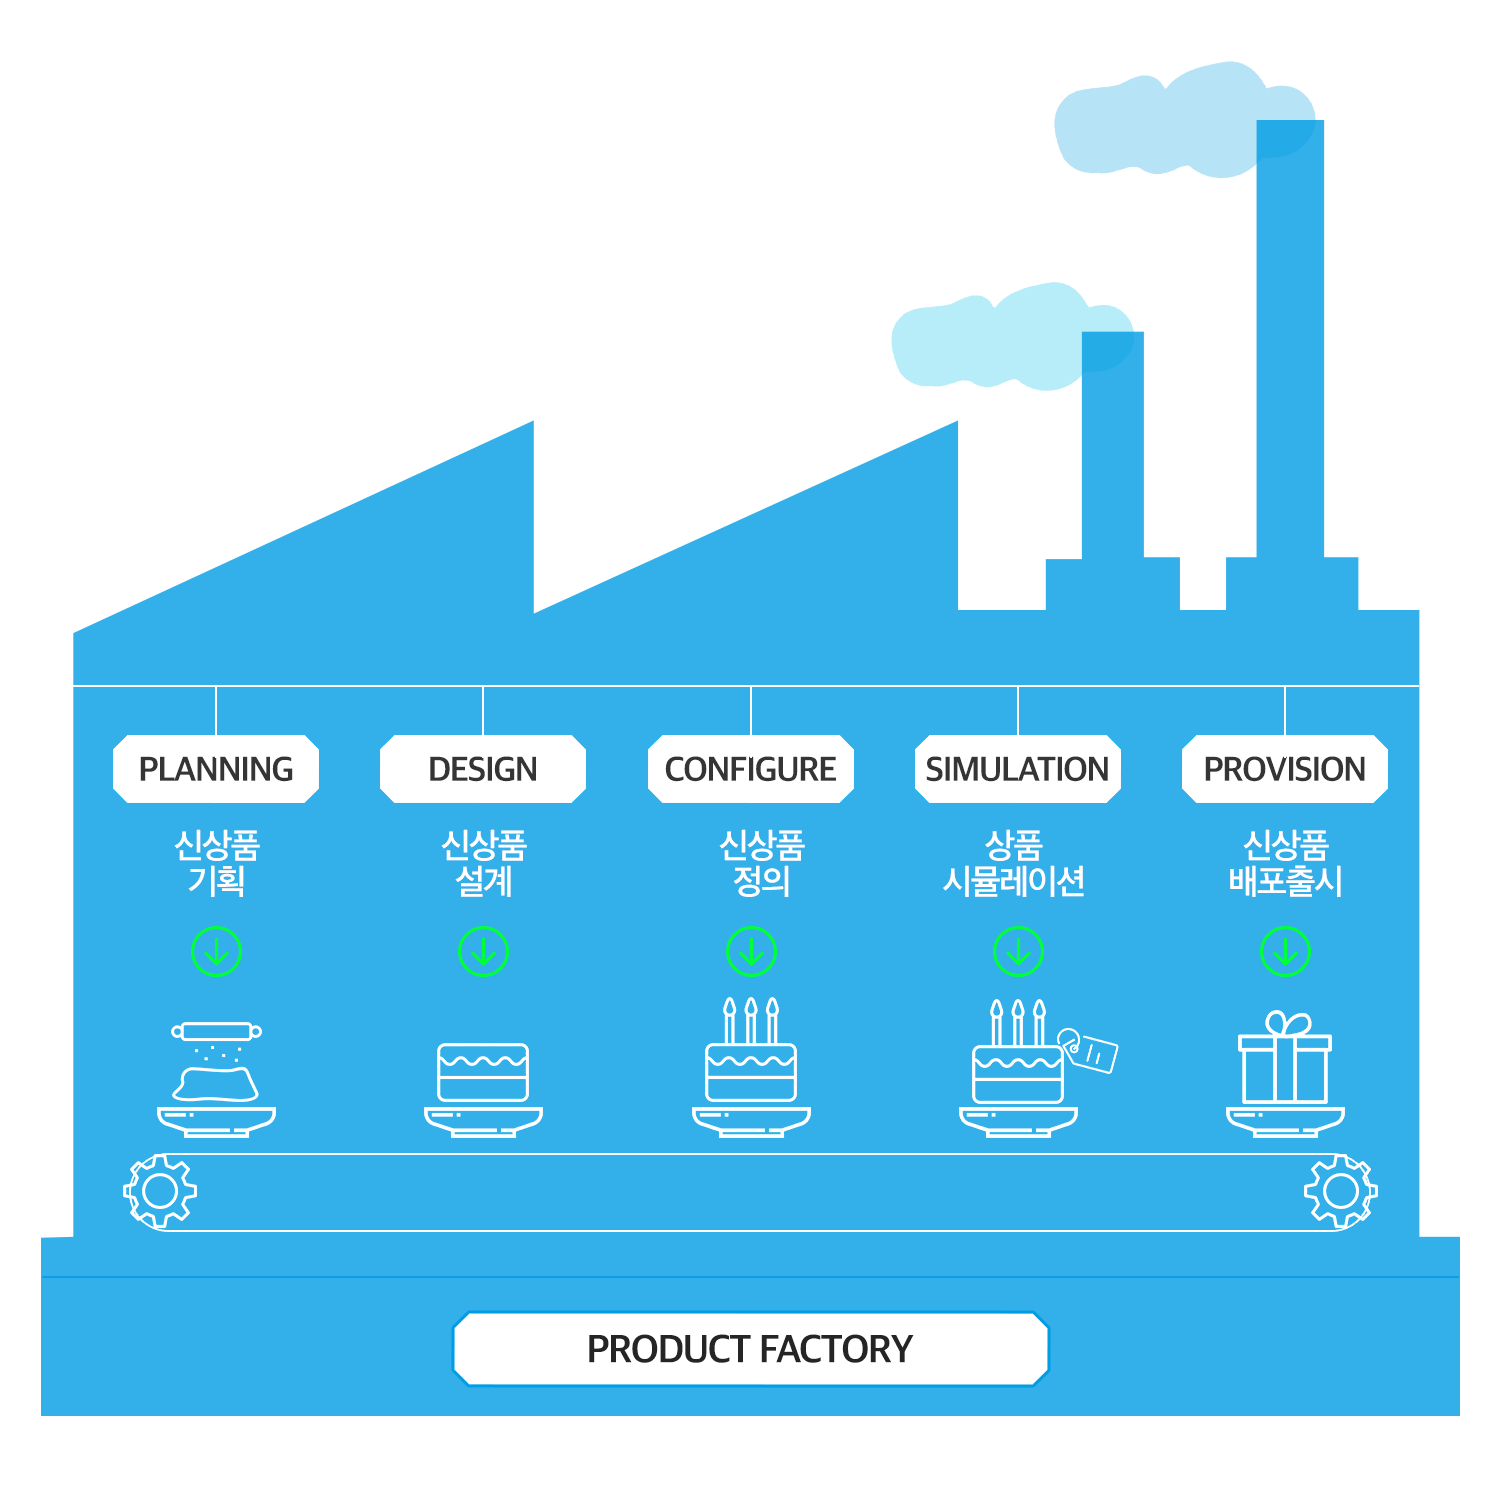 PLANNING
DESIGN
CONFIGURE
SIMULATION
PROVISION
신상품
기획
신상품
설계
신상품
정의
상품
시뮬레이션
신상품
배포출시
PRODUCT FACTORY